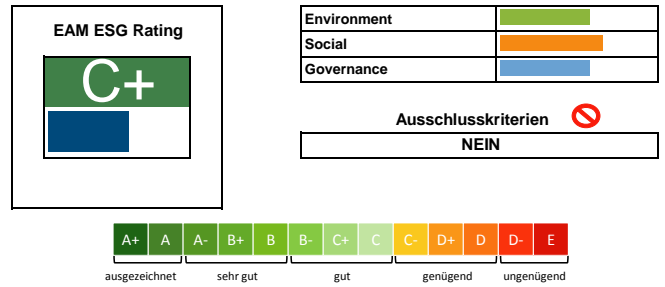 EAM ESG Rating
C+
Environment
Social
Governance
Ausschlusskriterien
NEIN
A+ A A- B+ B B- C+ C C- D+ D D- E
ausgezeichnet sehr gut gut genügend ungenügend